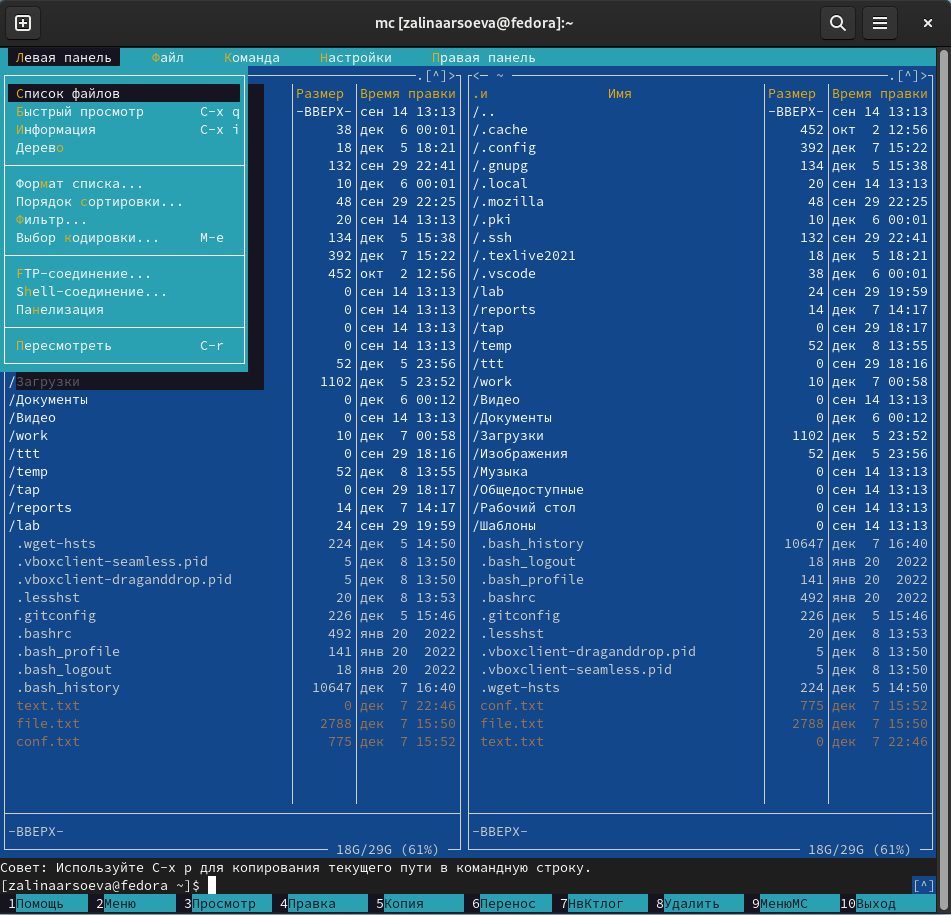 mc [zalinaarsoeva@fedora]:~
Левая панель Файл Команда Настройки Правая панель
.[^]> <─ ~ .[^]>
Список файлов Размер Время правки .и Имя Размер Время правки
Быстрый просмотр C-x q -ВВЕРХ- сен 14 13:13 /.. -ВВЕРХ- сен 14 13:13
Информация C-x i 38 дек 6 00:01 /.cache 452 окт 2 12:56
Дерево 18 дек 5 18:21 /.config 392 дек 7 15:22
132 сен 29 22:41 /.gnupg 134 дек 5 15:38
Формат списка... 10 дек 6 00:01 /.local 20 сен 14 13:13
Порядок сортировки... 48 сен 29 22:25 /.mozilla 48 сен 29 22:25
Фильтр... 20 сен 14 13:13 /.pki 10 дек 6 00:01
Выбор кодировки... M-e 134 дек 5 15:38 /.ssh 132 сен 29 22:41
392 дек 7 15:22 /.texlive2021 18 дек 5 18:21
FTP-соединение... 452 окт 2 12:56 /.vscode 38 дек 6 00:01
Shell-соединение... 0 сен 14 13:13 /lab 24 сен 29 19:59
Панелизация 0 сен 14 13:13 /reports 14 дек 7 14:17
0 сен 14 13:13 /tap 0 сен 29 18:17
Пересмотреть C-r 0 сен 14 13:13 /temp 52 дек 8 13:55
52 дек 5 23:56 /ttt 0 сен 29 18:16
/Загрузки 1102 дек 5 23:52 /work 10 дек 7 00:58
/Документы 0 дек 6 00:12 /Видео 0 сен 14 13:13
/Видео 0 сен 14 13:13 /Документы 0 дек 6 00:12
/work 10 дек 7 00:58 /Загрузки 1102 дек 5 23:52
/ttt 0 сен 29 18:16 /Изображения 52 дек 5 23:56
/temp 52 дек 8 13:55 /Музыка 0 сен 14 13:13
/tap 0 сен 29 18:17 /Общедоступные 0 сен 14 13:13
/reports 14 дек 7 14:17 /Рабочий стол 0 сен 14 13:13
/lab 24 сен 29 19:59 /Шаблоны 0 сен 14 13:13
.wget-hsts 224 дек 5 14:50 .bash_history 10647 дек 7 16:40
.vboxclient-seamless.pid 5 дек 8 13:50 .bash_logout 18 янв 20 2022
.vboxclient-draganddrop.pid 5 дек 8 13:50 .bash_profile 141 янв 20 2022
.lesshst 20 дек 8 13:53 .bashrc 492 янв 20 2022
.gitconfig 226 дек 5 15:46 .gitconfig 226 дек 5 15:46
.bashrc 492 янв 20 2022 .lesshst 20 дек 8 13:53
.bash_profile 141 янв 20 2022 .vboxclient-draganddrop.pid 5 дек 8 13:50
.bash_logout 18 янв 20 2022 .vboxclient-seamless.pid 5 дек 8 13:50
.bash_history 10647 дек 7 16:40 .wget-hsts 224 дек 5 14:50
text.txt 0 дек 7 22:46 conf.txt 775 дек 7 15:52
file.txt 2788 дек 7 15:50 file.txt 2788 дек 7 15:50
conf.txt 775 дек 7 15:52 text.txt 0 дек 7 22:46
-ВВЕРХ- -ВВЕРХ-
18G/29G (61%) 18G/29G (61%)
Совет: Используйте C-x p для копирования текущего пути в командную строку.
[zalinaarsoeva@fedora ~]$ [^]
1Помощь 2Меню 3Просмотр 4Правка 5Копия 6Перенос 7НвКтлог 8Удалить 9МенюМС 10Выход